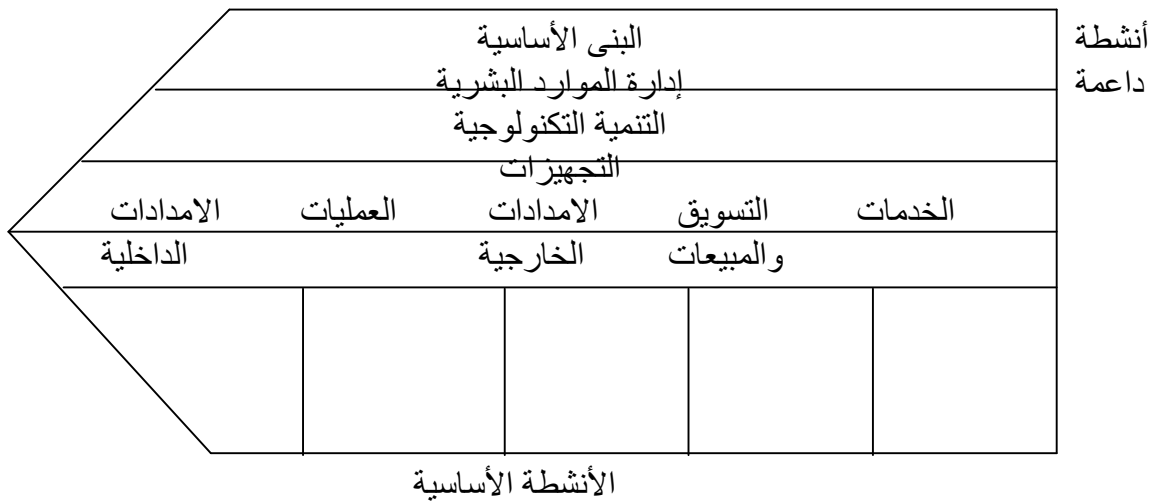 البنى الأساسية
أنشطة
إدارة الموارد البشرية
داعمة
التنمية التكنولوجية
التجهيزات
الخدمات
التسويق
الامدادات
العمليات
الامدادات
والمبيعات
الخارجية
الداخلية
الأنشطة الأساسية